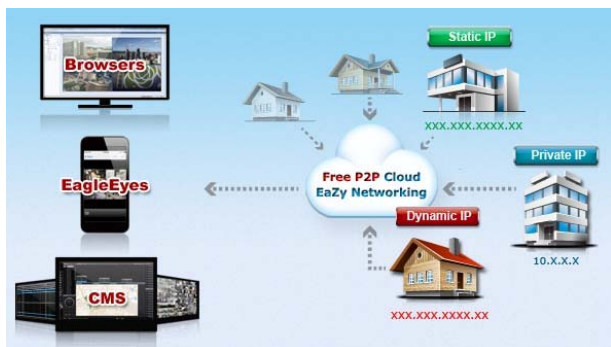 Browsers
EagleEyes
CMS
Static IP
XXX.XXX.XXXX.XX
Private IP
10.X.X.X
Free P2P Cloud
EaZy Networking
Dynamic IP
XXX.XXX.XXXX.XX